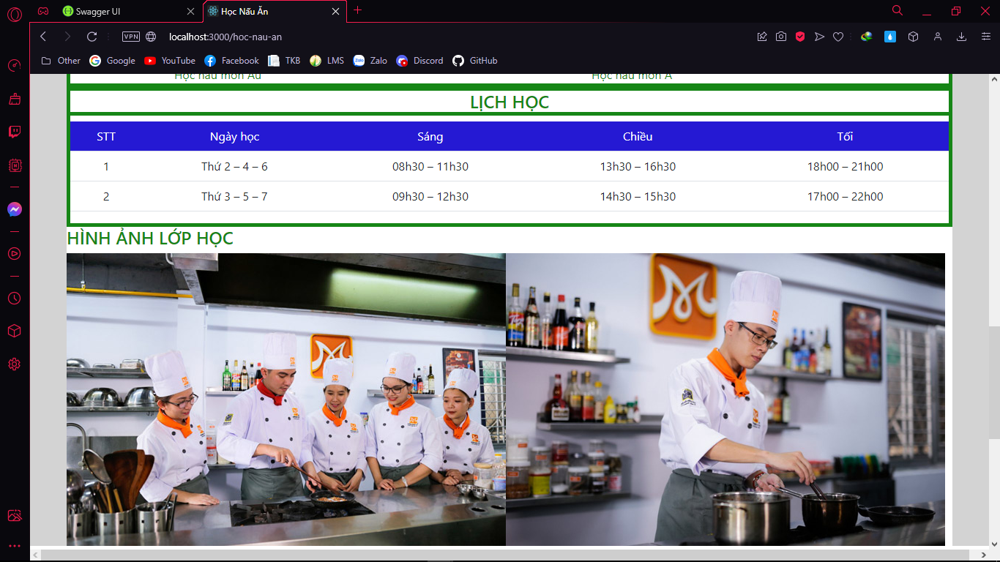 Swagger UI
Học Nấu Ăn
VPN
localhost:3000/hoc-nau-an
Other
Google
YouTube
Facebook
TKB
LMS
Zalo
Discord
GitHub
Học nấu món Âu
Học nấu món Á
LỊCH HỌC
STT Ngày học Sáng Chiều Tối
1 Thứ 2 – 4 – 6 08h30 – 11h30 13h30 – 16h30 18h00 – 21h00
2 Thứ 3 – 5 – 7 09h30 – 12h30 14h30 – 15h30 17h00 – 22h00
HÌNH ẢNH LỚP HỌC